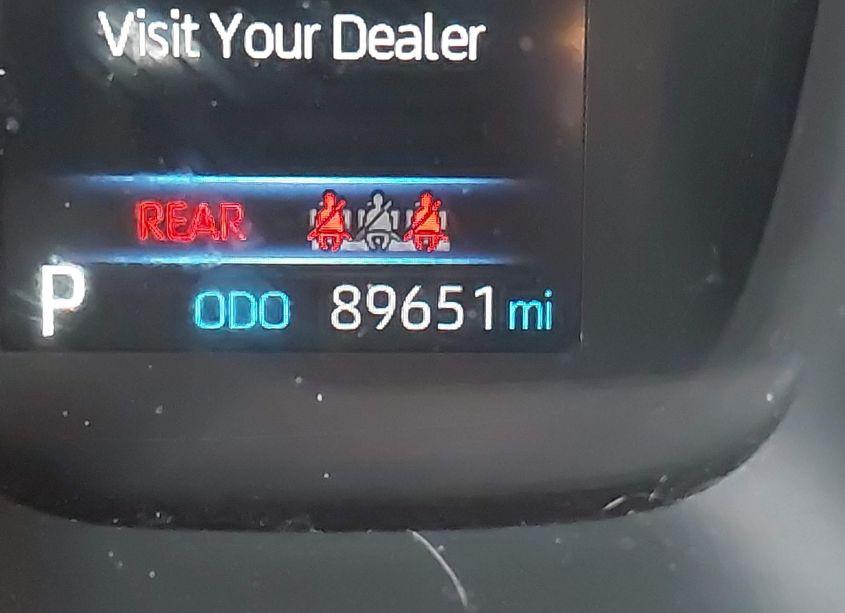 Visit Your Dealer
REAR
P ODO 89651 mi